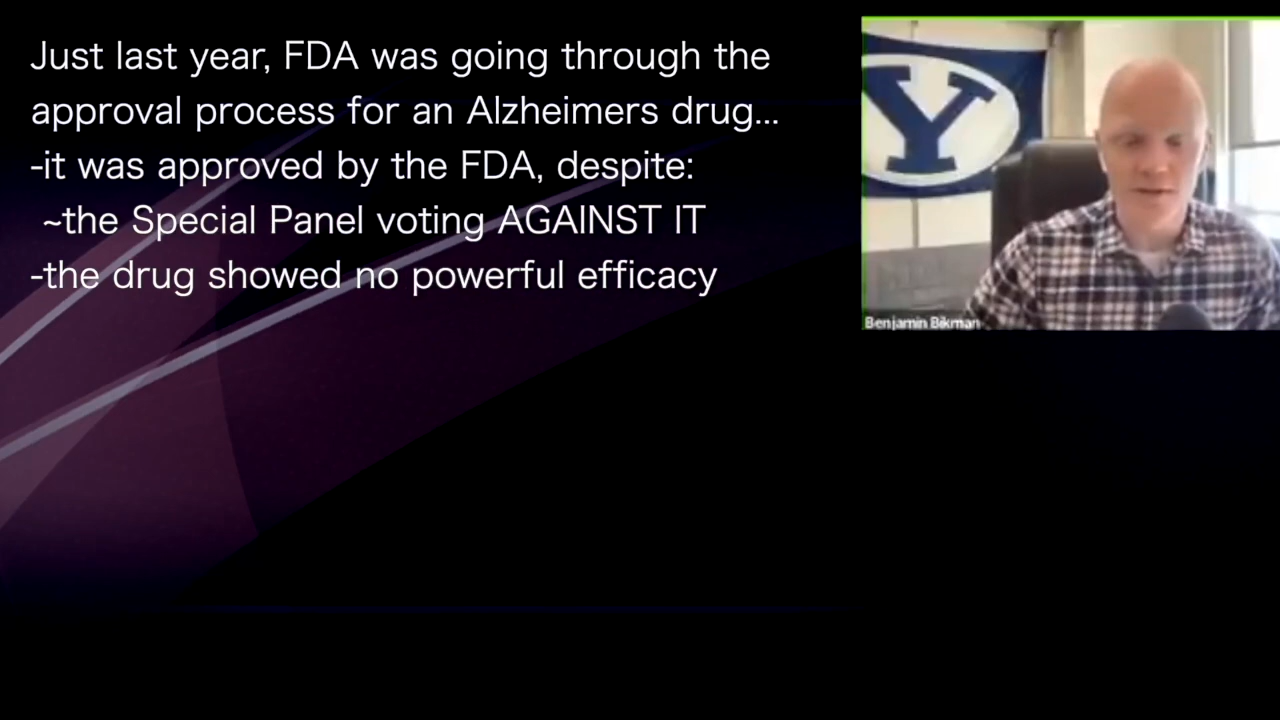 Just last year, FDA was going through the
approval process for an Alzheimers drug...
-it was approved by the FDA, despite:
~the Special Panel voting AGAINST IT
-the drug showed no powerful efficacy
Y
Benjamin Bikman